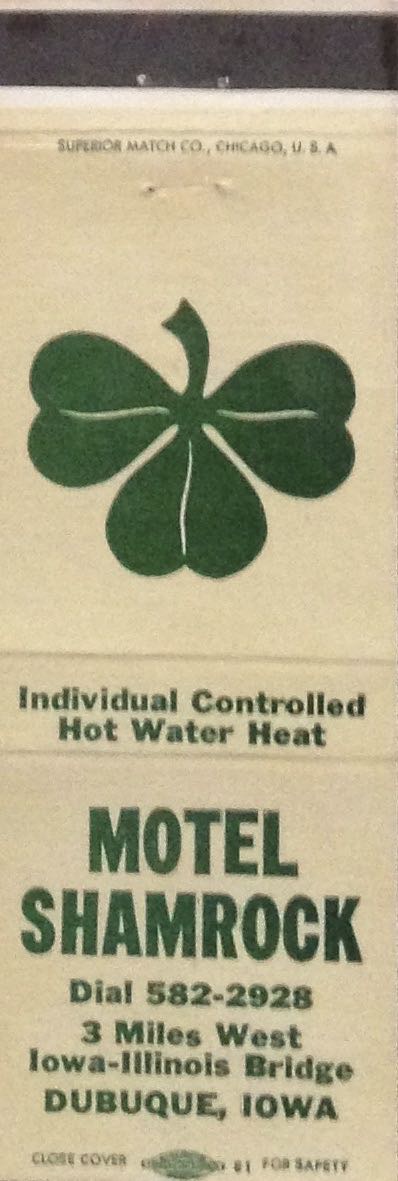 SUPERIOR MATCH CO., CHICAGO, U. S. A
Individual Controlled
Hot Water Heat
MOTEL
SHAMROCK
Dial 582-2928
3 Miles West
Iowa-Illinois Bridge
DUBUQUE, IOWA
CLOSE COVER 81 FOR SAFETY